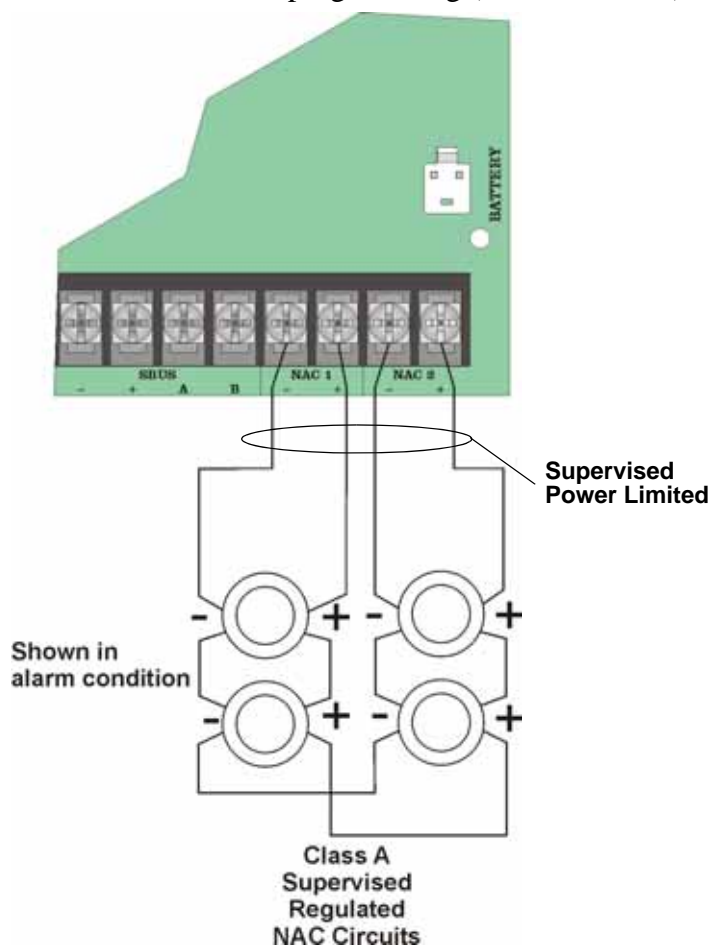 BATTERY
SBUS NAC 1 NAC 2
- + A B - + - +
Supervised
Power Limited
- + - +
Shown in
alarm condition
- + - +
Class A
Supervised
Regulated
NAC Circuits